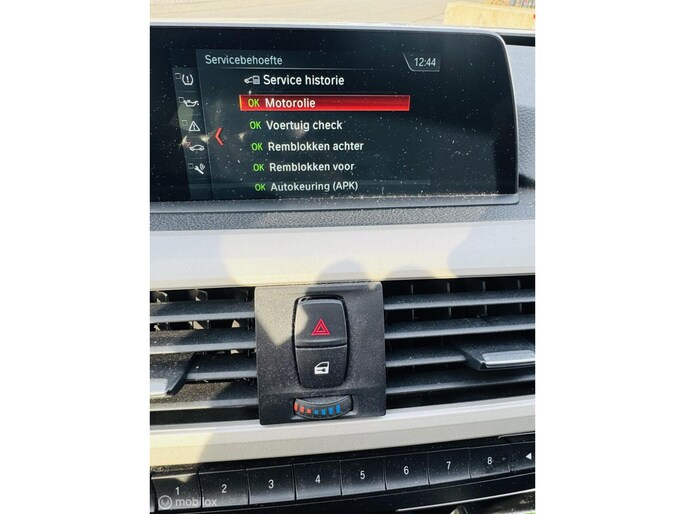 Servicebehoefte 12:44
Service historie
OK Motorolie
OK Voertuig check
OK Remblokken achter
OK Remblokken voor
OK Autokeuring (APK)
1 2 3 4 5 6 7 8
mobilox